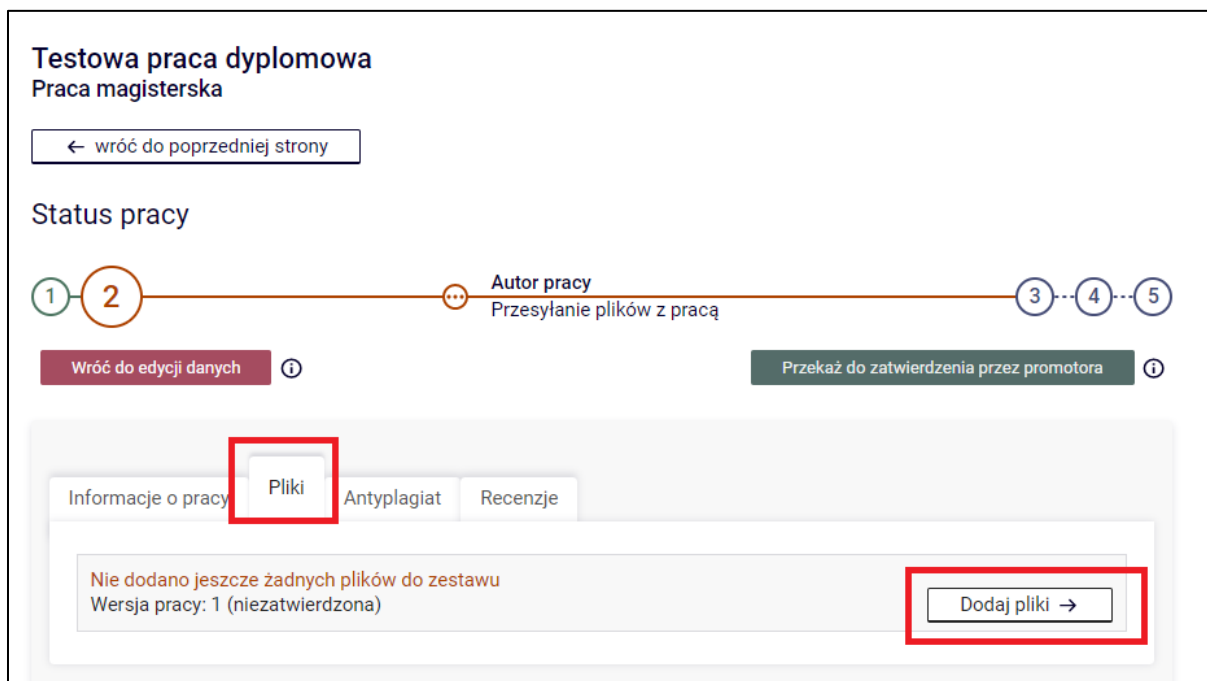 Testowa praca dyplomowa
Praca magisterska
← wróć do poprzedniej strony
Status pracy
1 2 Autor pracy 3 4 5
Przesyłanie plików z pracą
Wróć do edycji danych Przekaż do zatwierdzenia przez promotora
Informacje o pracy Pliki Antyplagiat Recenzje
Nie dodano jeszcze żadnych plików do zestawu
Wersja pracy: 1 (niezatwierdzona)
Dodaj pliki →